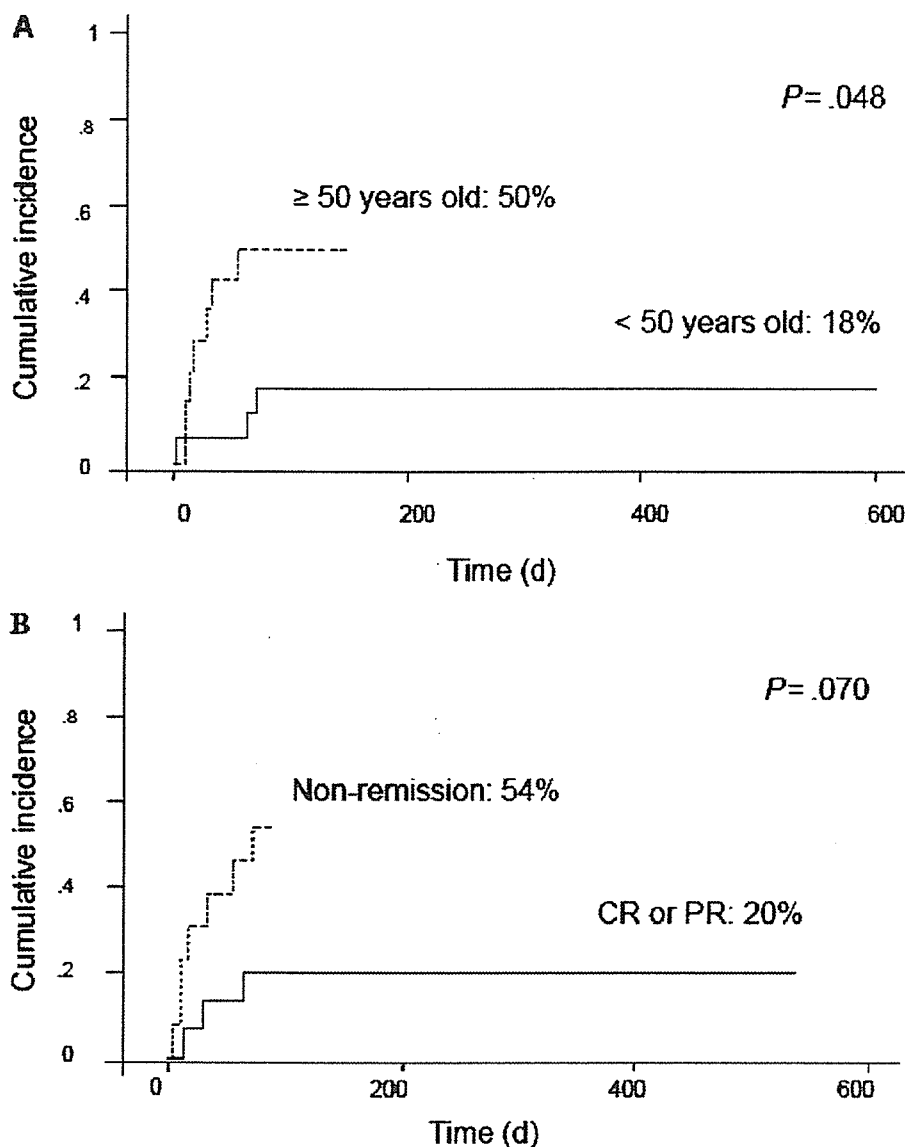 A
1
.8
.6
.4
.2
0
Cumulative incidence
P= .048
≥ 50 years old: 50%
< 50 years old: 18%
0 200 400 600
Time (d)
B
1
.8
.6
.4
.2
0
Cumulative incidence
P= .070
Non-remission: 54%
CR or PR: 20%
0 200 400 600
Time (d)